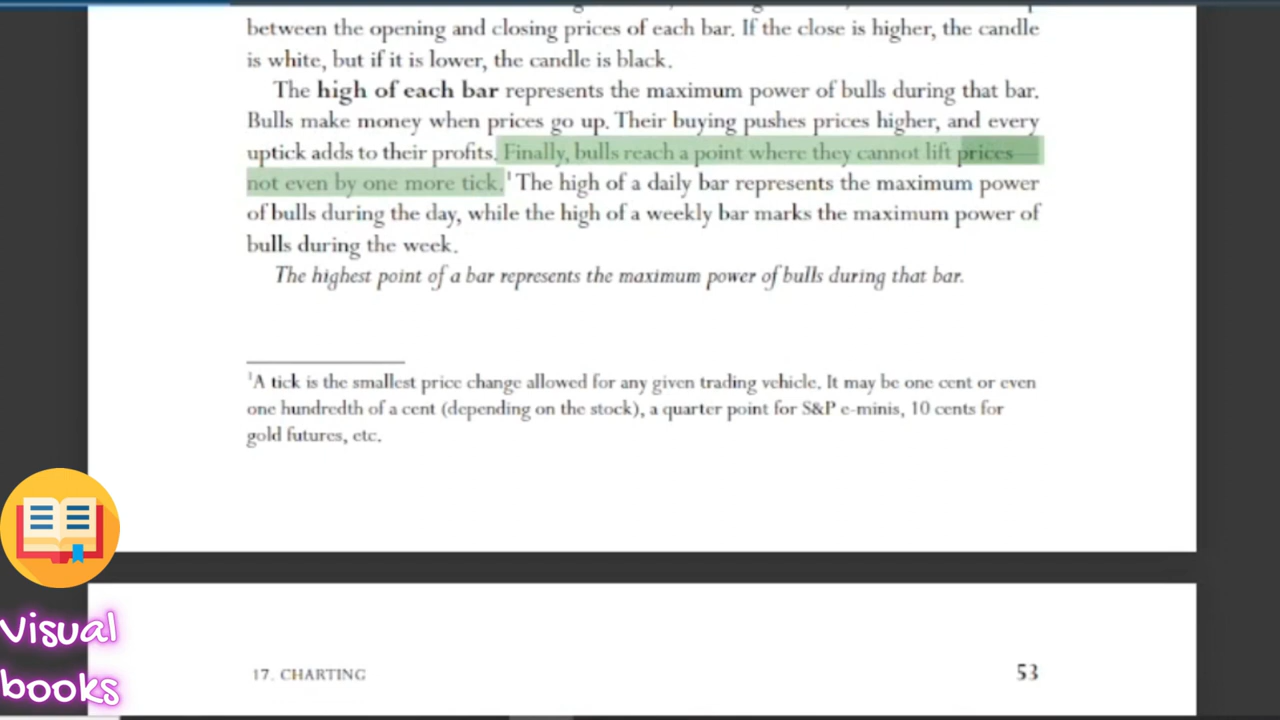 between the opening and closing prices of each bar. If the close is higher, the candle
is white, but if it is lower, the candle is black.
The high of each bar represents the maximum power of bulls during that bar.
Bulls make money when prices go up. Their buying pushes prices higher, and every
uptick adds to their profits. Finally, bulls reach a point where they cannot lift prices—
not even by one more tick.¹ The high of a daily bar represents the maximum power
of bulls during the day, while the high of a weekly bar marks the maximum power of
bulls during the week.
The highest point of a bar represents the maximum power of bulls during that bar.
¹A tick is the smallest price change allowed for any given trading vehicle. It may be one cent or even
one hundredth of a cent (depending on the stock), a quarter point for S&P e-minis, 10 cents for
gold futures, etc.
Visual
books
17. CHARTING 53